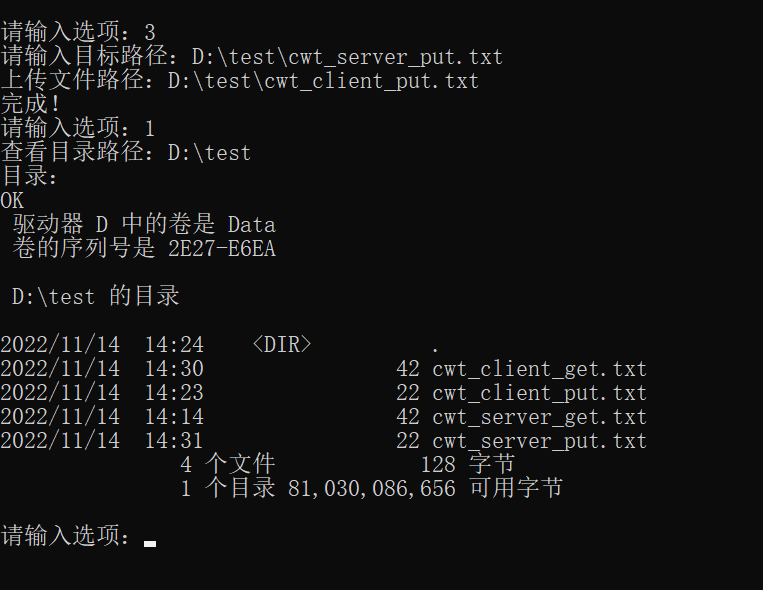 请输入选项：3
请输入目标路径：D:\test\cwt_server_put.txt
上传文件路径：D:\test\cwt_client_put.txt
完成！
请输入选项：1
查看目录路径：D:\test
目录：
OK
 驱动器 D 中的卷是 Data
 卷的序列号是 2E27-E6EA

 D:\test 的目录

2022/11/14  14:24    <DIR>          .
2022/11/14  14:30                42 cwt_client_get.txt
2022/11/14  14:23                22 cwt_client_put.txt
2022/11/14  14:14                42 cwt_server_get.txt
2022/11/14  14:31                22 cwt_server_put.txt
               4 个文件            128 字节
               1 个目录 81,030,086,656 可用字节

请输入选项：